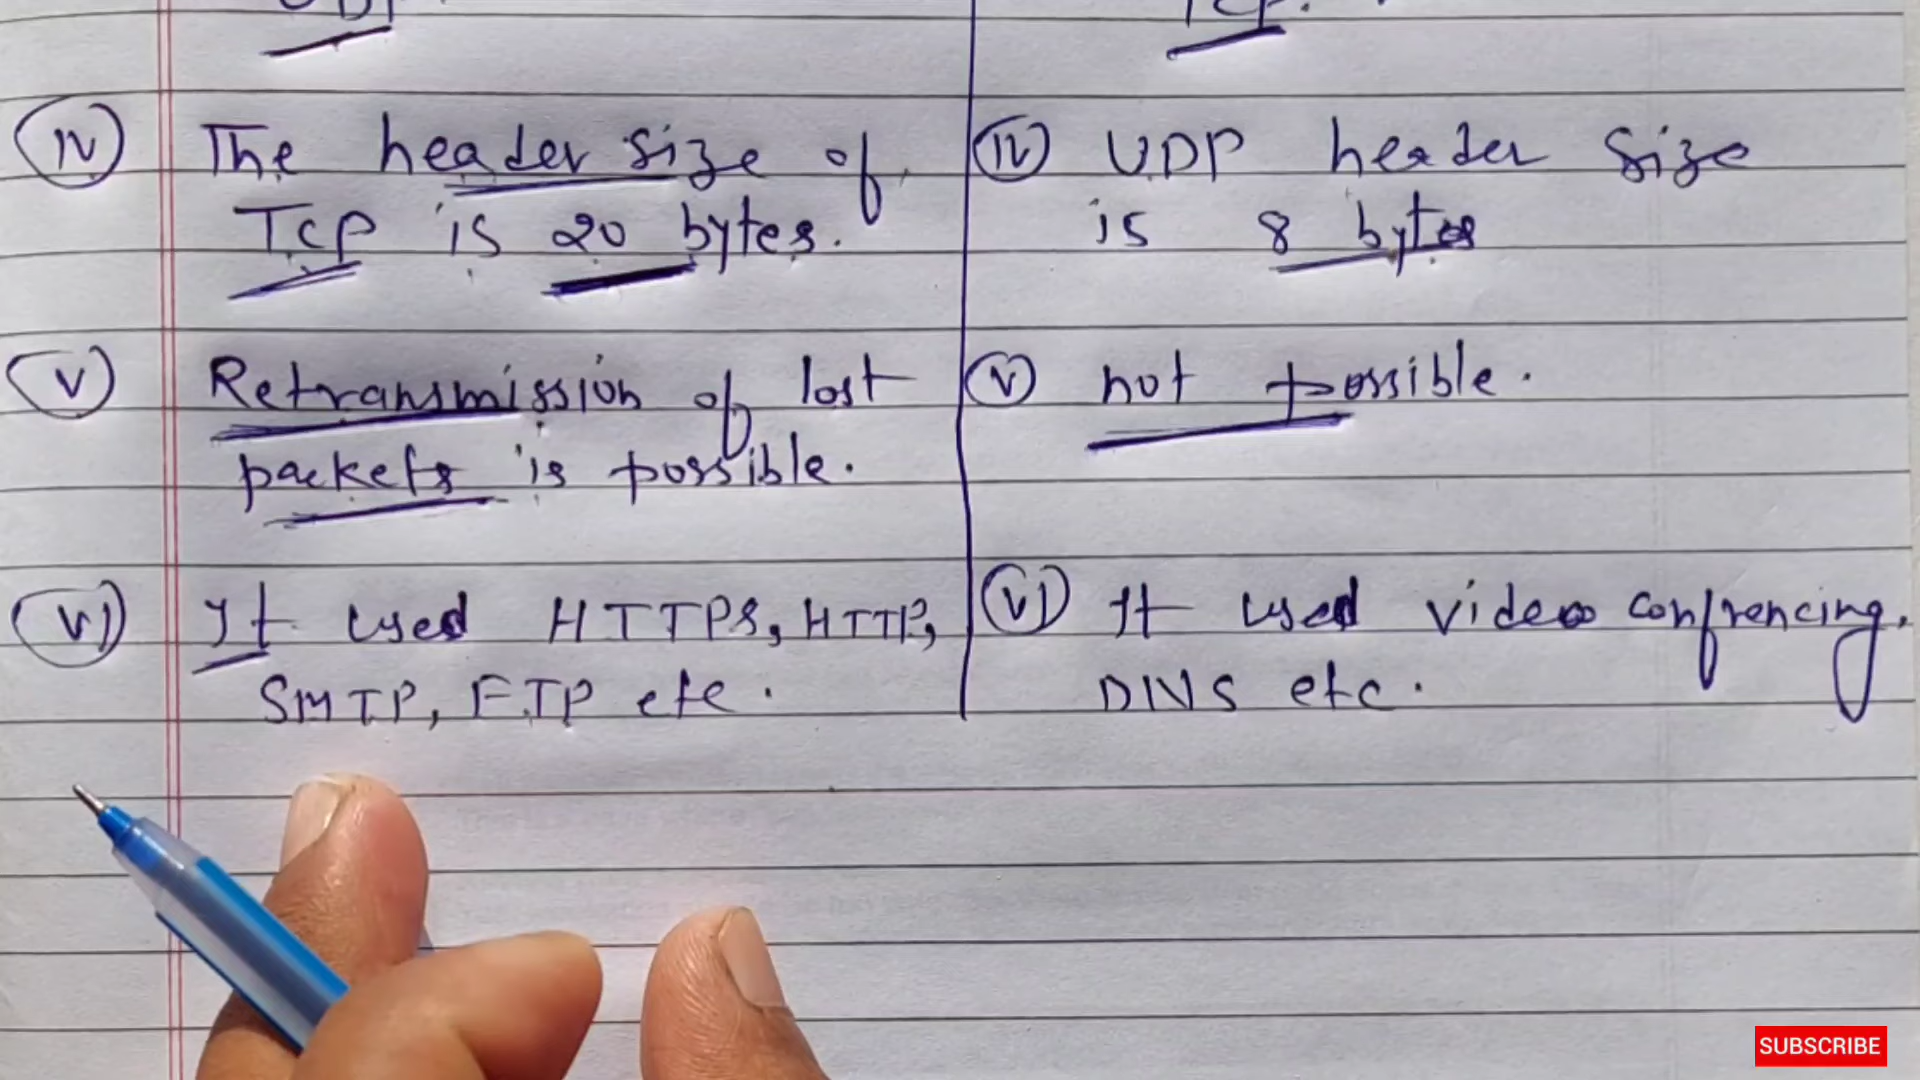 UDP.
TCP.
IV The header size of
TCP is 20 bytes.
IV UDP header size
is 8 bytes
V Retransmission of lost
packets is possible.
V not possible.
VI It used HTTPS, HTTP,
SMTP, FTP etc.
VI It used video confrencing,
DNS etc.
SUBSCRIBE